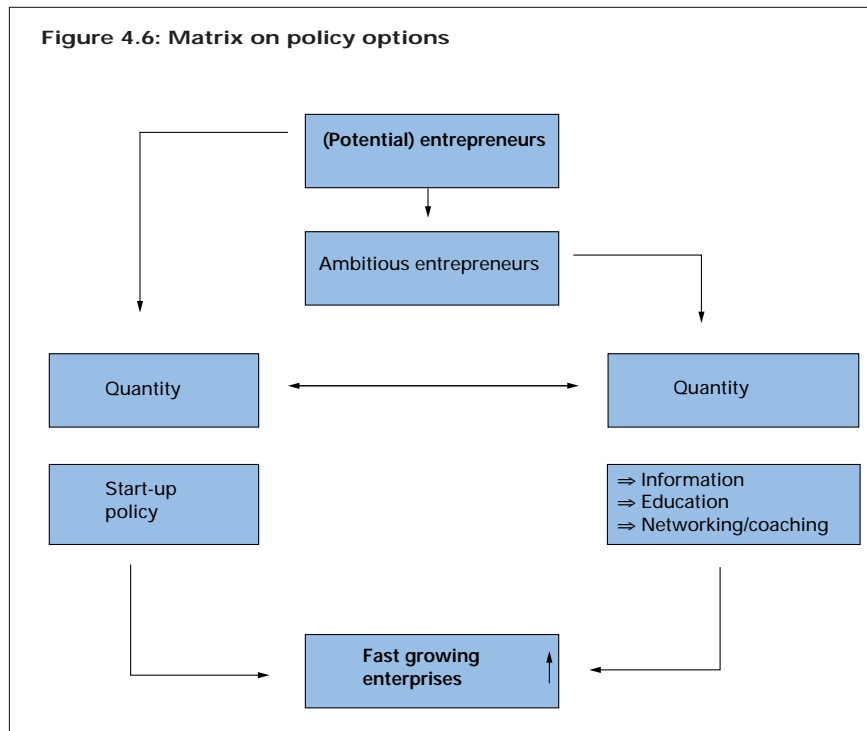 Figure 4.6: Matrix on policy options
(Potential) entrepreneurs
Ambitious entrepreneurs
Quantity
Quantity
Start-up
policy
⇒ Information
⇒ Education
⇒ Networking/coaching
Fast growing
enterprises